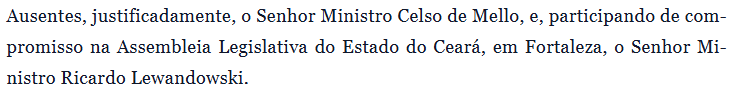 Ausentes, justificadamente, o Senhor Ministro Celso de Mello, e, participando de com-
promisso na Assembleia Legislativa do Estado do Ceará, em Fortaleza, o Senhor Mi-
nistro Ricardo Lewandowski.